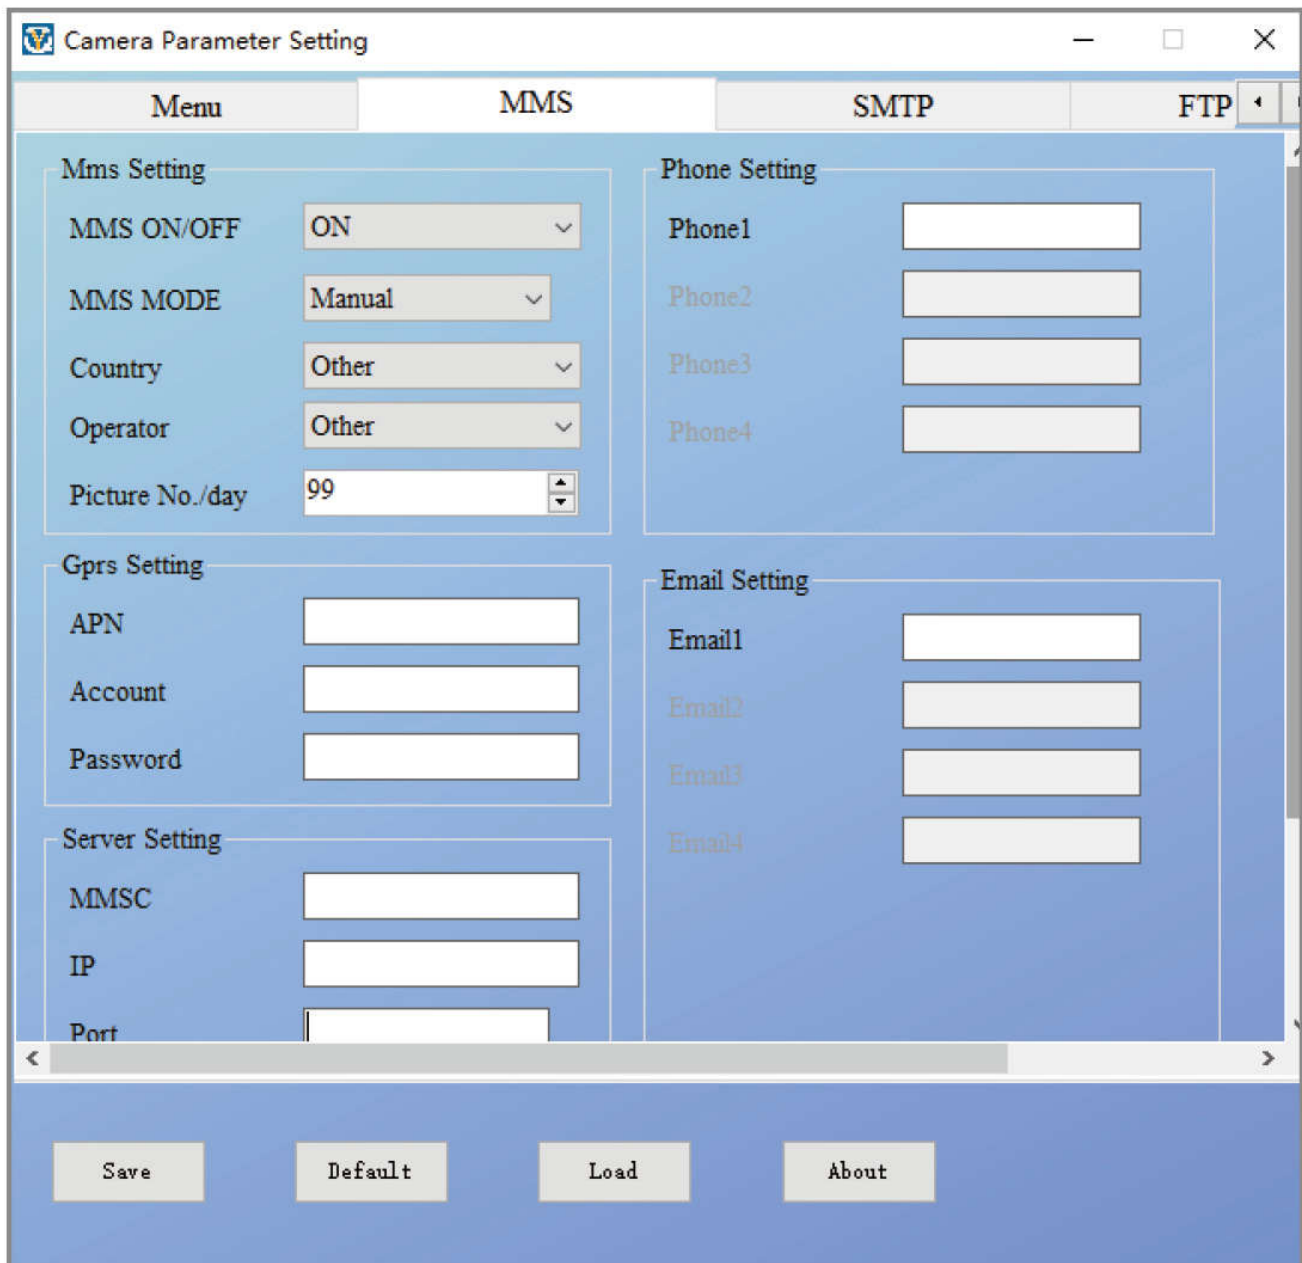 Camera Parameter Setting
Menu MMS SMTP FTP
Mms Setting
MMS ON/OFF ON
MMS MODE Manual
Country Other
Operator Other
Picture No./day 99
Gprs Setting
APN
Account
Password
Server Setting
MMSC
IP
Port
Phone Setting
Phone1
Phone2
Phone3
Phone4
Email Setting
Email1
Email2
Email3
Email4
Save Default Load About